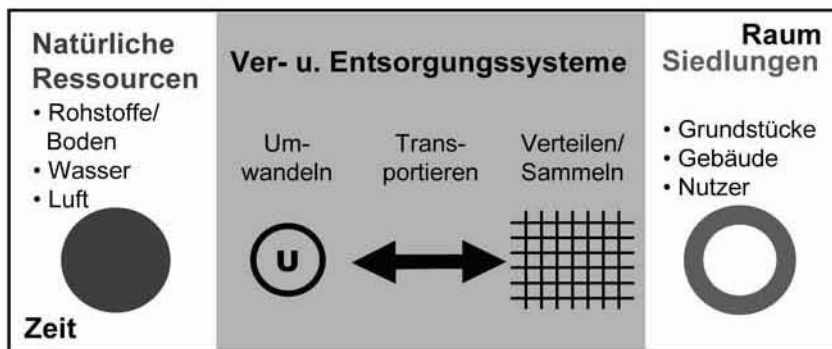 Natürliche
Ressourcen
• Rohstoffe/
Boden
• Wasser
• Luft
Zeit
Ver- u. Entsorgungssysteme
Um-
wandeln
U
Trans-
portieren
Verteilen/
Sammeln
Raum
Siedlungen
• Grundstücke
• Gebäude
• Nutzer